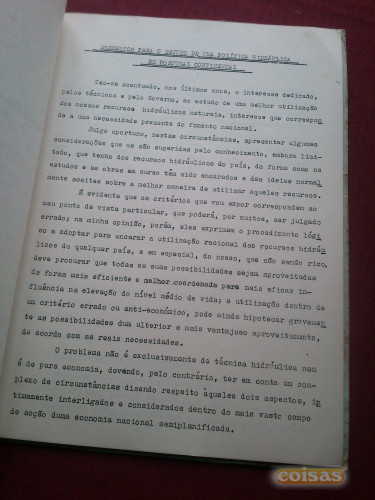 ELEMENTOS PARA O ESTUDO DE UMA POLÍTICA HIDRÁULICA
EM PORTUGAL CONTINENTAL
Tem-se acentuado, nos últimos anos, o interesse dedicado,
pelos técnicos e pelo Governo, ao estudo de uma melhor utilização
dos nossos recursos hidráulicos naturais, interesse que correspon
de a uma necessidade premente do fomento nacional.
Julgo oportuno, nestas circunstâncias, apresentar algumas
considerações que me são sugeridas pelo conhecimento, embora limi-
tado, que tenho dos recursos hidráulicos do país, da forma como os
estudos e as obras em curso têm sido encarados e das ideias normal
mente aceites sobre a melhor maneira de utilizar aqueles recursos.
É evidente que os critérios que vou expor correspondem ao
meu ponto de vista particular, que poderá, por muitos, ser julgado
errado; na minha opinião, porém, eles exprimem o procedimento lógi
co a adoptar para encarar a utilização racional dos recursos hidráu
licos de qualquer país, e em especial, do nosso, que não sendo rico,
deve procurar que todas as suas possibilidades sejam aproveitadas
da forma mais eficiente e melhor coordenada para mais eficaz in-
fluência na elevação do nível médio de vida; a utilização dentro de
um critério errado ou anti-económico, pode ainda hipotecar gravemen
te as possibilidades dum ulterior e mais vantajoso aproveitamento,
de acordo com as reais necessidades.
O problema não é exclusivamente da técnica hidráulica nem
é de pura economia, devendo, pelo contrário, ter em conta um com-
plexo de circunstâncias dizendo respeito àqueles dois aspectos, in
timamente interligados e considerados dentro do mais vasto campo
de acção duma economia nacional semiplanificada.
coisas